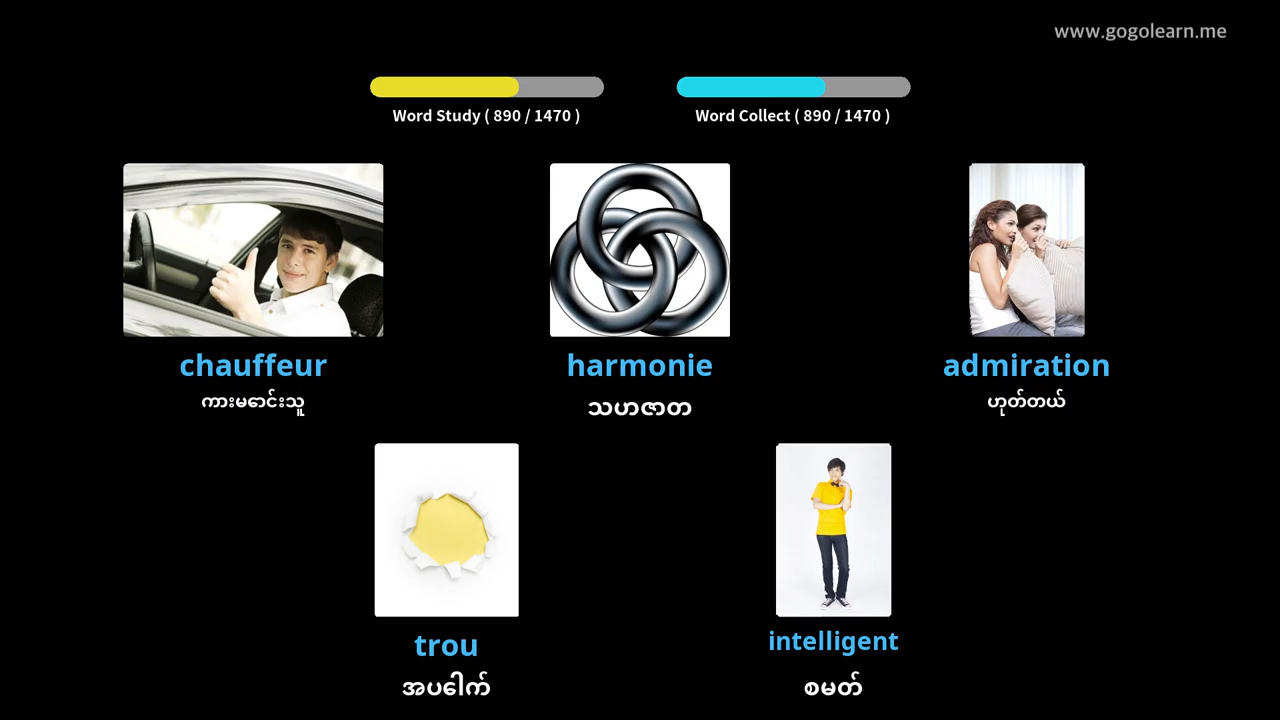 www.gogolearn.me
Word Study ( 890 / 1470 )
Word Collect ( 890 / 1470 )
chauffeur
ကားမောင်းသူ
harmonie
သဟဇာတ
admiration
ဟုတ်တယ်
trou
အပေါက်
intelligent
စမတ်